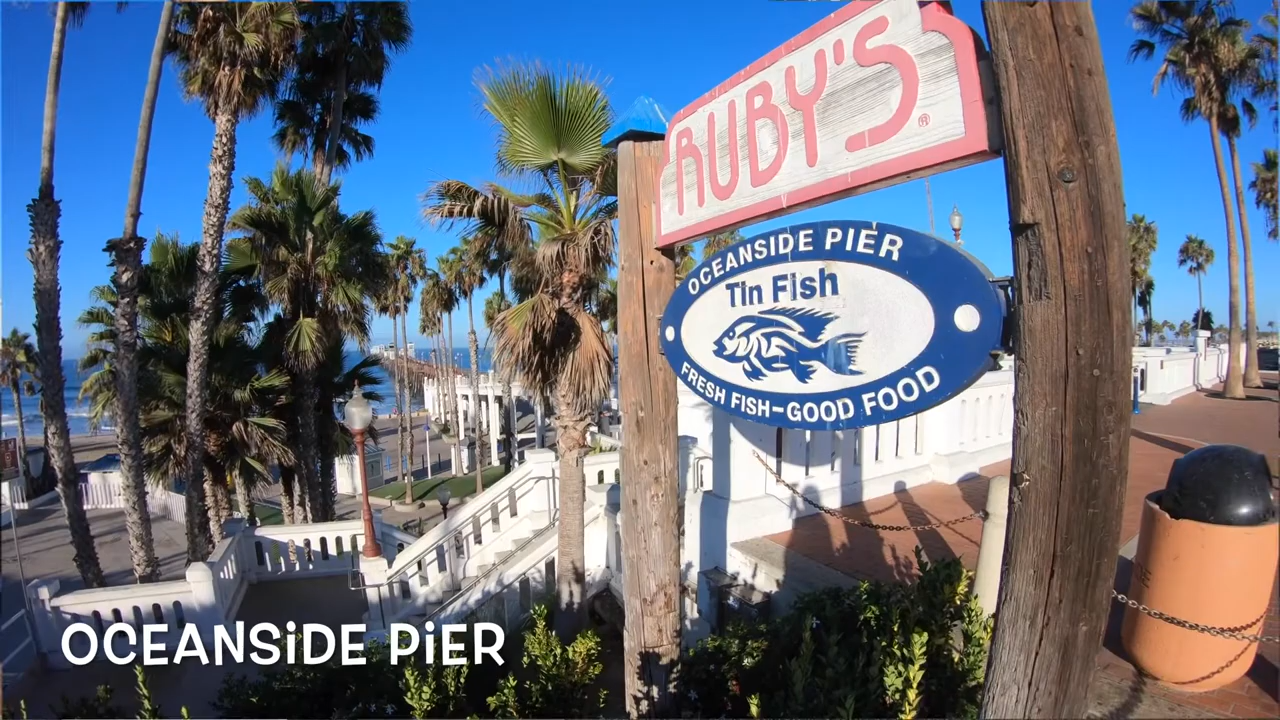 RUBY'S®
OCEANSIDE PIER
Tin Fish
FRESH FISH-GOOD FOOD
OCEANSiDE PiER